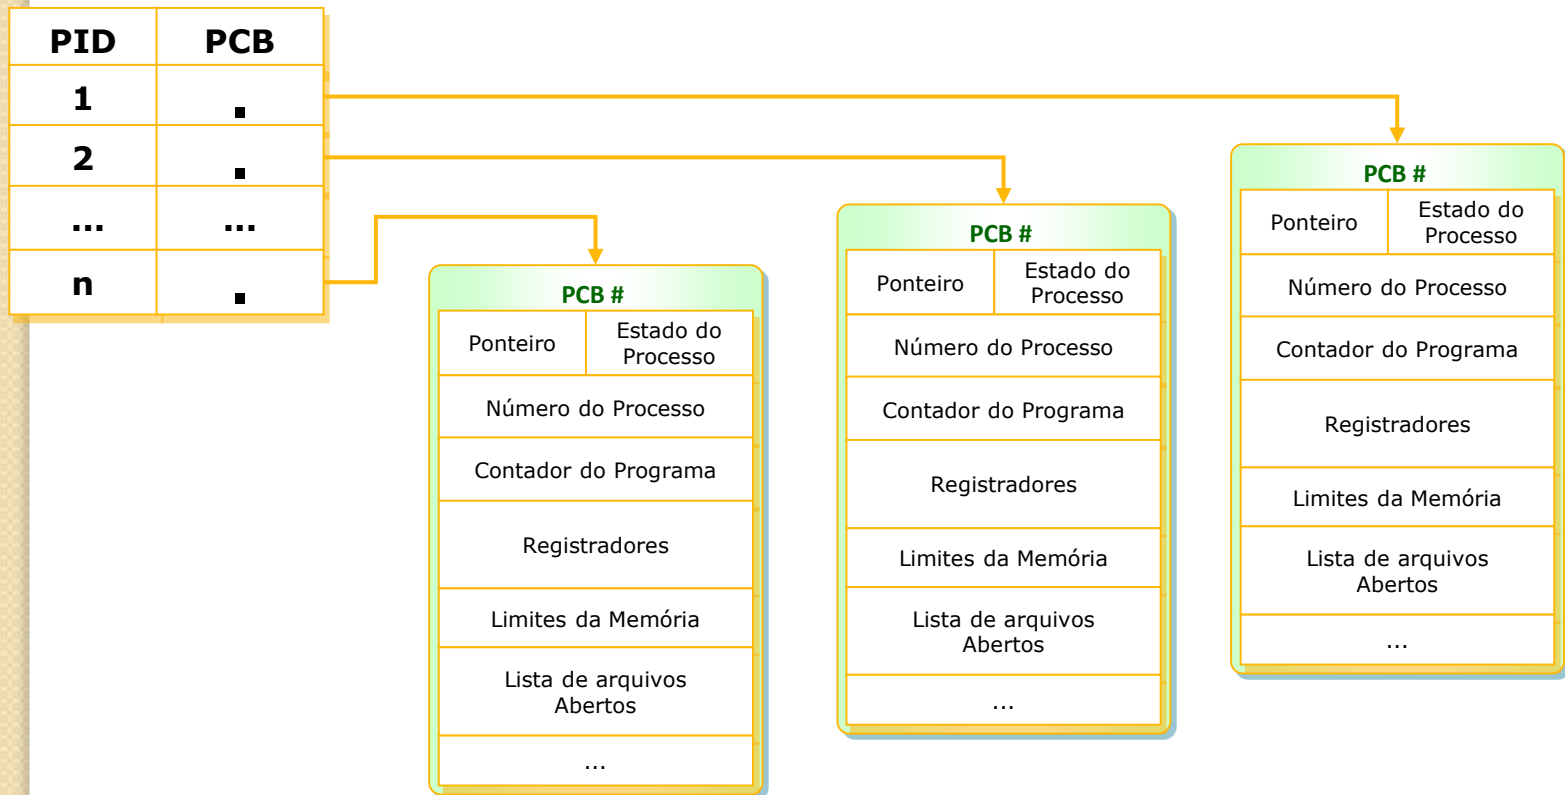 PID PCB
1 .
2 .
... ...
n .
PCB #
Ponteiro
Estado do
Processo
Número do Processo
Contador do Programa
Registradores
Limites da Memória
Lista de arquivos
Abertos
...
PCB #
Ponteiro
Estado do
Processo
Número do Processo
Contador do Programa
Registradores
Limites da Memória
Lista de arquivos
Abertos
...
PCB #
Ponteiro
Estado do
Processo
Número do Processo
Contador do Programa
Registradores
Limites da Memória
Lista de arquivos
Abertos
...